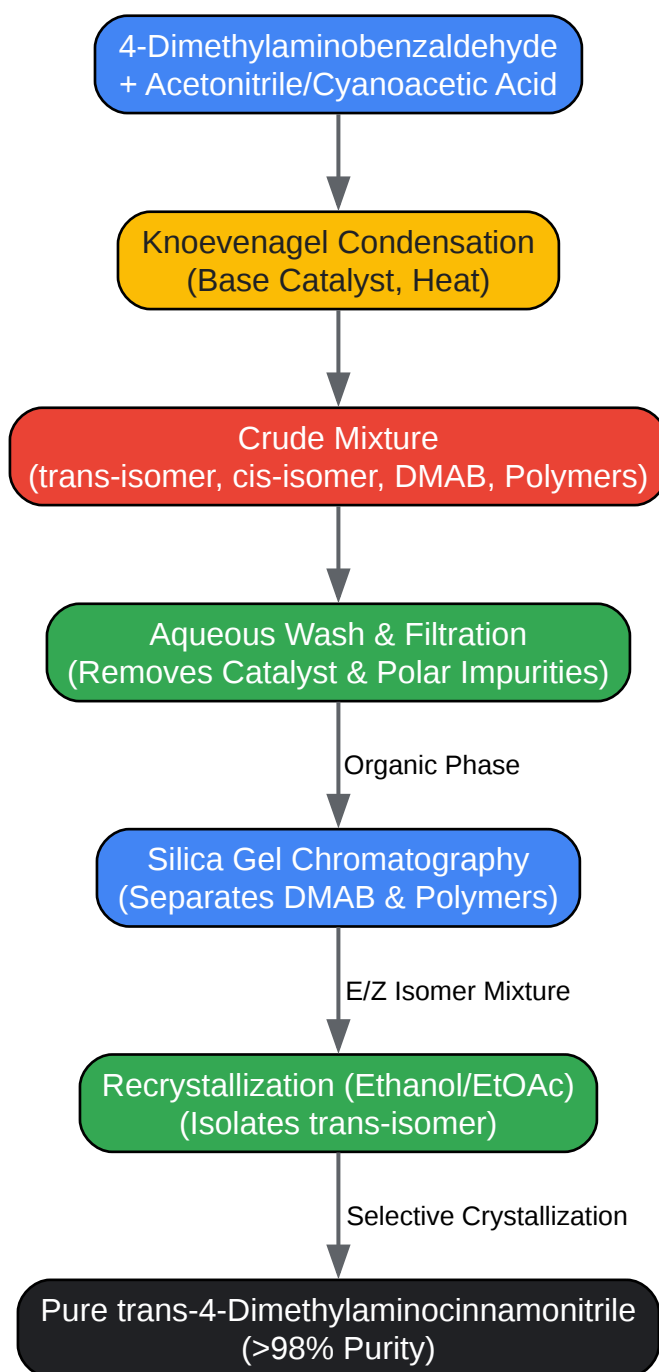 4-Dimethylaminobenzaldehyde
+ Acetonitrile/Cyanoacetic Acid
Knoevenagel Condensation
(Base Catalyst, Heat)
Crude Mixture
(trans-isomer, cis-isomer, DMAB, Polymers)
Aqueous Wash & Filtration
(Removes Catalyst & Polar Impurities)
Organic Phase
Silica Gel Chromatography
(Separates DMAB & Polymers)
E/Z Isomer Mixture
Recrystallization (Ethanol/EtOAc)
(Isolates trans-isomer)
Selective Crystallization
Pure trans-4-Dimethylaminocinnamonitrile
(>98% Purity)